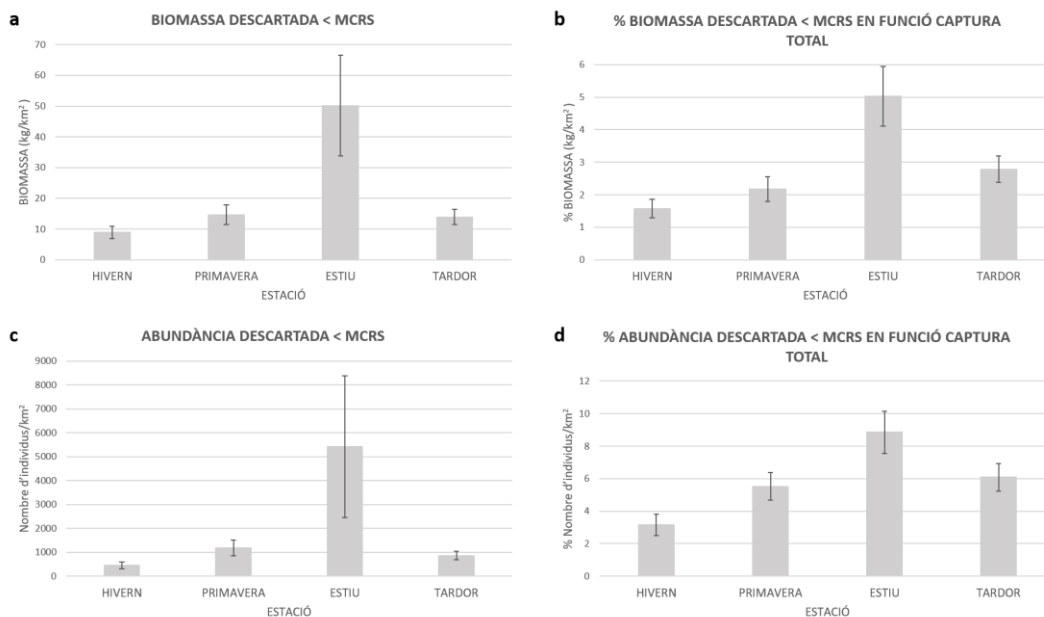 a
BIOMASSA DESCARTADA < MCRS
BIOMASSA (kg/km²)
70
60
50
40
30
20
10
0
HIVERN PRIMAVERA ESTIU TARDOR
ESTACIÓ
b
% BIOMASSA DESCARTADA < MCRS EN FUNCIÓ CAPTURA
TOTAL
% BIOMASSA (kg/km²)
6
5
4
3
2
1
0
HIVERN PRIMAVERA ESTIU TARDOR
ESTACIÓ
c
ABUNDÀNCIA DESCARTADA < MCRS
Nombre d'individus/km²
9000
8000
7000
6000
5000
4000
3000
2000
1000
0
HIVERN PRIMAVERA ESTIU TARDOR
ESTACIÓ
d
% ABUNDÀNCIA DESCARTADA < MCRS EN FUNCIÓ CAPTURA
TOTAL
% Nombre d'individus/km²
12
10
8
6
4
2
0
HIVERN PRIMAVERA ESTIU TARDOR
ESTACIÓ